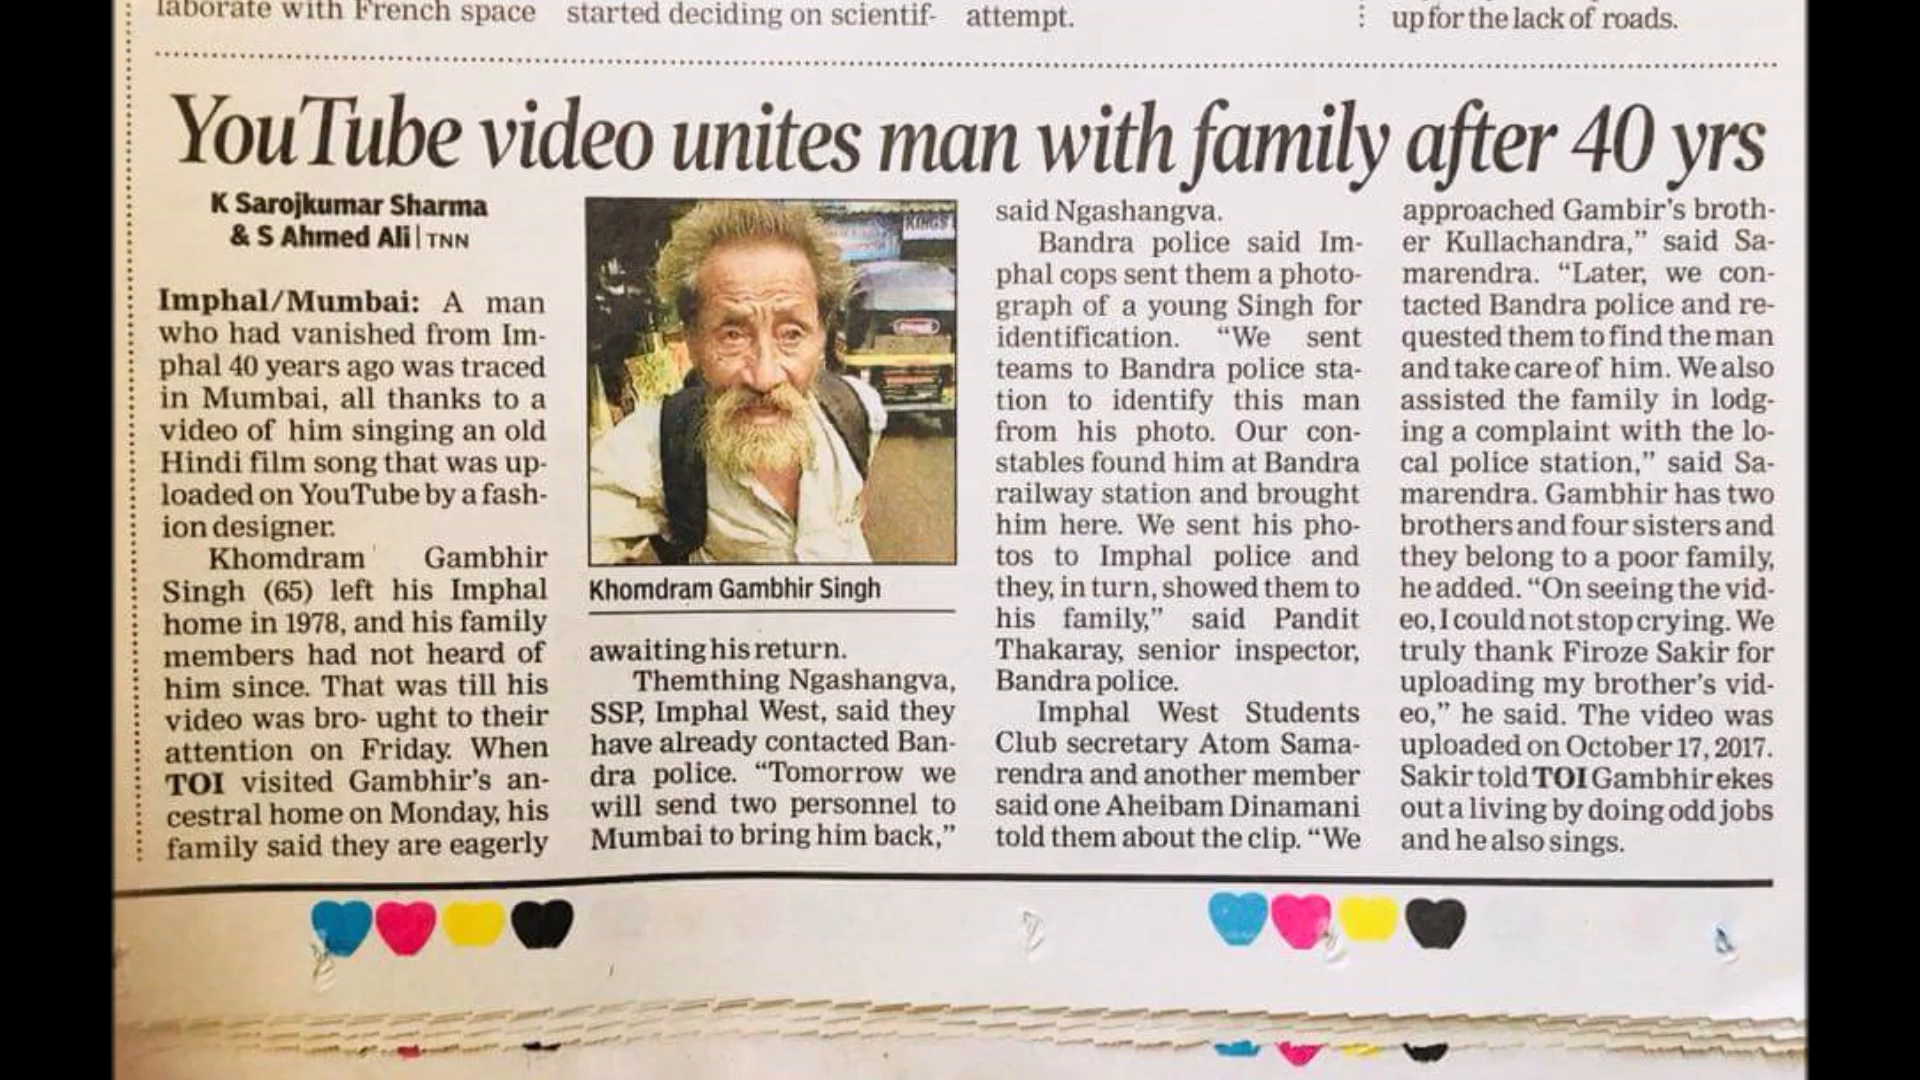 laborate with French space
started deciding on scientif-
attempt.
up for the lack of roads.
YouTube video unites man with family after 40 yrs
K Sarojkumar Sharma
& S Ahmed Ali | TNN
Imphal/Mumbai: A man
who had vanished from Im-
phal 40 years ago was traced
in Mumbai, all thanks to a
video of him singing an old
Hindi film song that was up-
loaded on YouTube by a fash-
ion designer.
Khomdram Gambhir
Singh (65) left his Imphal
home in 1978, and his family
members had not heard of
him since. That was till his
video was bro- ught to their
attention on Friday. When
TOI visited Gambhir's an-
cestral home on Monday, his
family said they are eagerly
KINGS
Khomdram Gambhir Singh
awaiting his return.
Themthing Ngashangva,
SSP, Imphal West, said they
have already contacted Ban-
dra police. “Tomorrow we
will send two personnel to
Mumbai to bring him back,”
said Ngashangva.
Bandra police said Im-
phal cops sent them a photo-
graph of a young Singh for
identification. “We sent
teams to Bandra police sta-
tion to identify this man
from his photo. Our con-
stables found him at Bandra
railway station and brought
him here. We sent his pho-
tos to Imphal police and
they, in turn, showed them to
his family,” said Pandit
Thakaray, senior inspector,
Bandra police.
Imphal West Students
Club secretary Atom Sama-
rendra and another member
said one Aheibam Dinamani
told them about the clip. “We
approached Gambir's broth-
er Kullachandra,” said Sa-
marendra. “Later, we con-
tacted Bandra police and re-
quested them to find the man
and take care of him. We also
assisted the family in lodg-
ing a complaint with the lo-
cal police station,” said Sa-
marendra. Gambhir has two
brothers and four sisters and
they belong to a poor family,
he added. “On seeing the vid-
eo, I could not stop crying. We
truly thank Firoze Sakir for
uploading my brother's vid-
eo,” he said. The video was
uploaded on October 17, 2017.
Sakir told TOI Gambhir ekes
out a living by doing odd jobs
and he also sings.